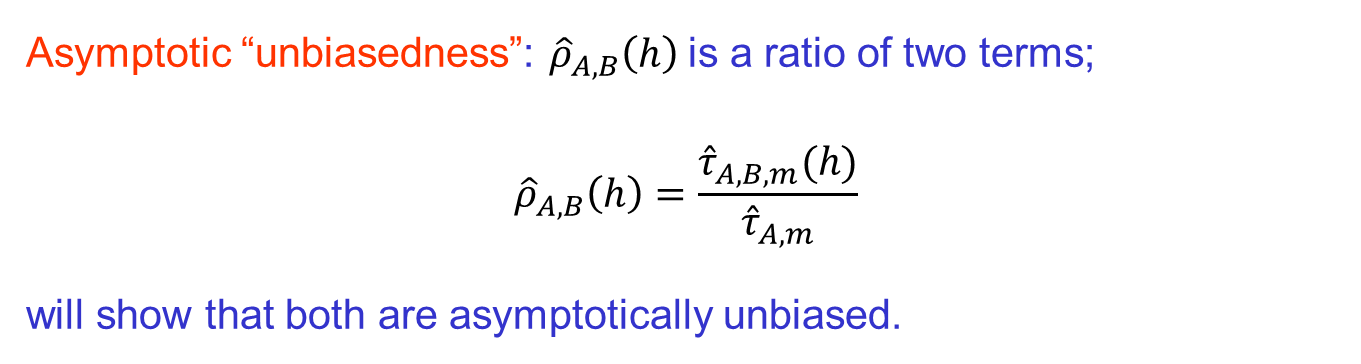 Asymptotic “unbiasedness”: ρ̂_{A,B}(h) is a ratio of two terms;
ρ̂_{A,B}(h) = τ̂_{A,B,m}(h) / τ̂_{A,m}
will show that both are asymptotically unbiased.